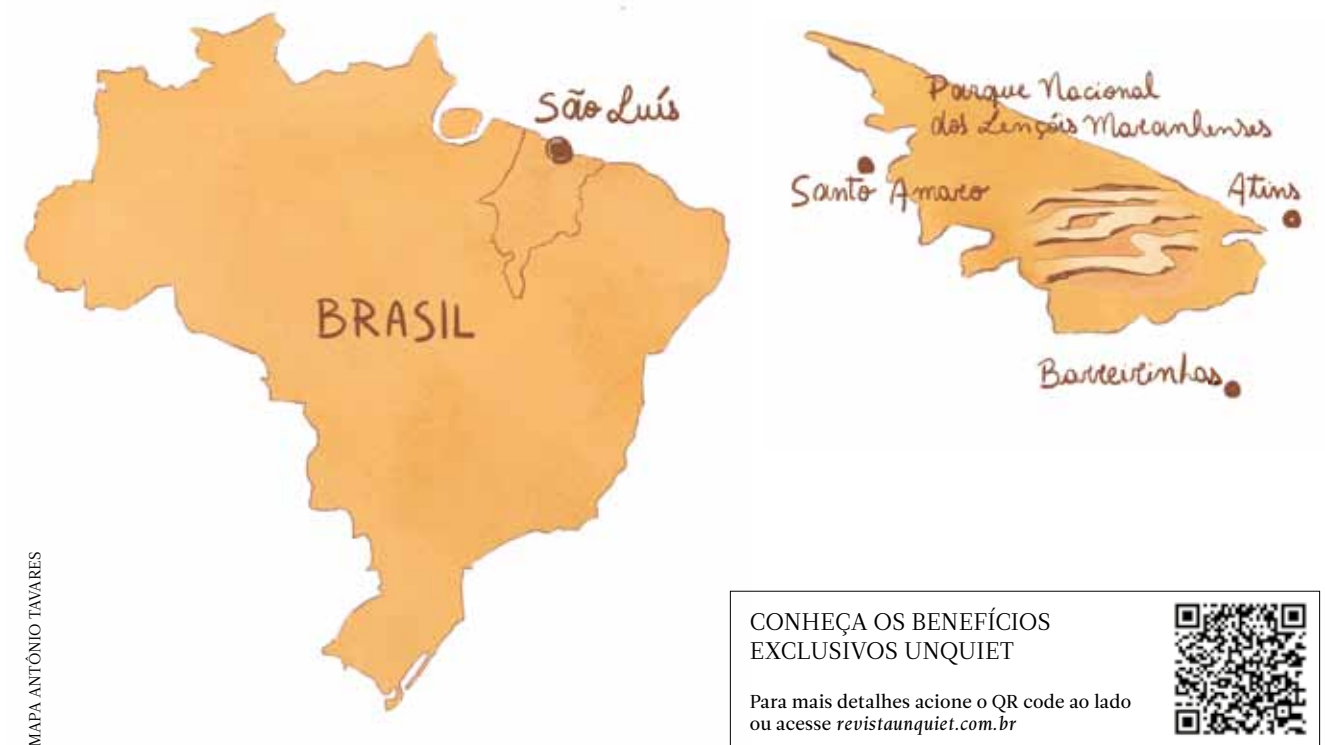 São Luís
BRASIL
Parque Nacional
dos Lençóis Maranhenses
Santo Amaro
Atins
Barreirinhas
MAPA ANTÔNIO TAVARES
CONHEÇA OS BENEFÍCIOS
EXCLUSIVOS UNQUIET
Para mais detalhes acione o QR code ao lado
ou acesse revistaunquiet.com.br